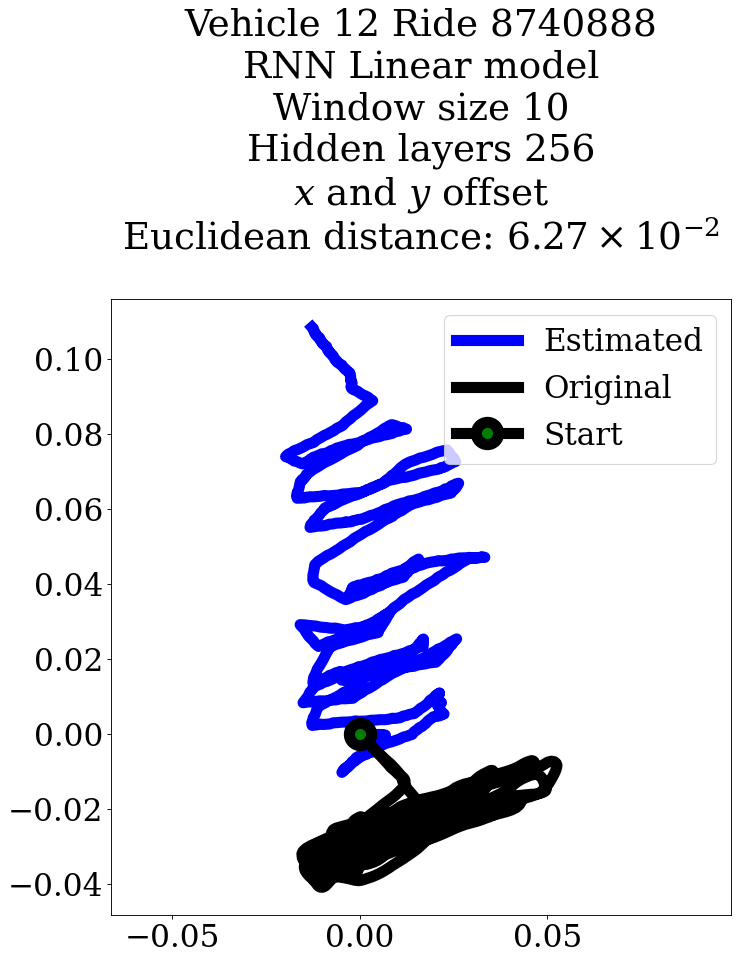 Vehicle 12 Ride 8740888
RNN Linear model
Window size 10
Hidden layers 256
x and y offset
Euclidean distance: 6.27 × 10⁻²
Estimated
Original
Start
0.10
0.08
0.06
0.04
0.02
0.00
−0.02
−0.04
−0.05 0.00 0.05